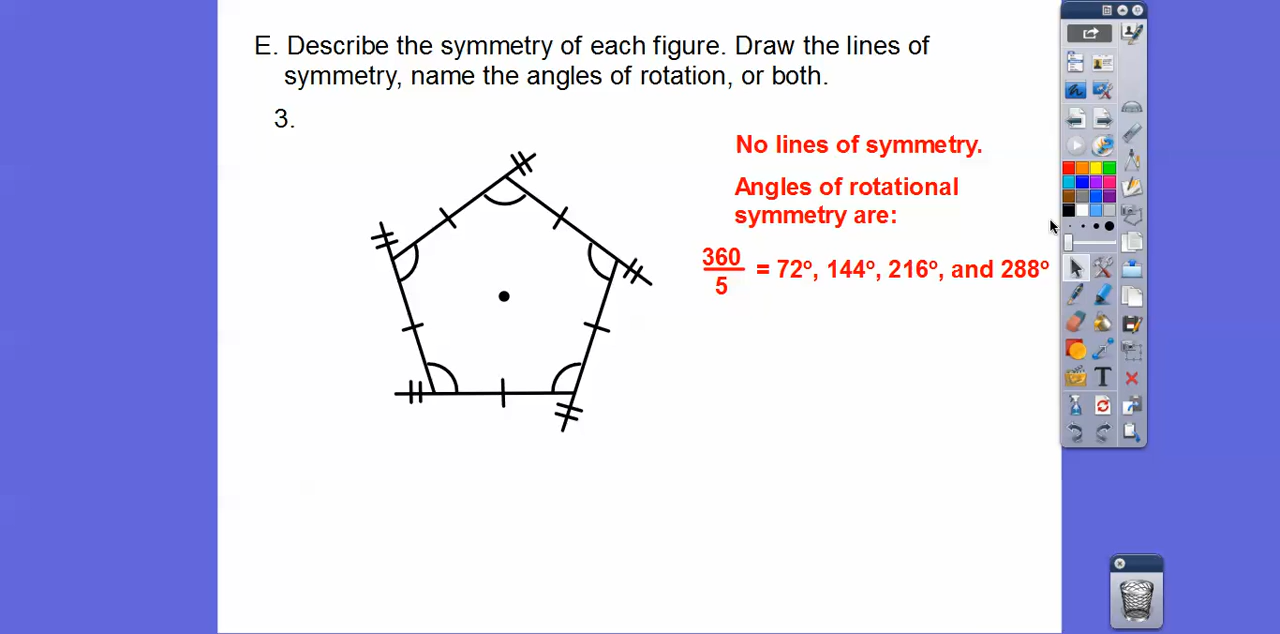 E. Describe the symmetry of each figure. Draw the lines of
symmetry, name the angles of rotation, or both.
3.
No lines of symmetry.
Angles of rotational
symmetry are:
360
5
= 72º, 144º, 216º, and 288º
T